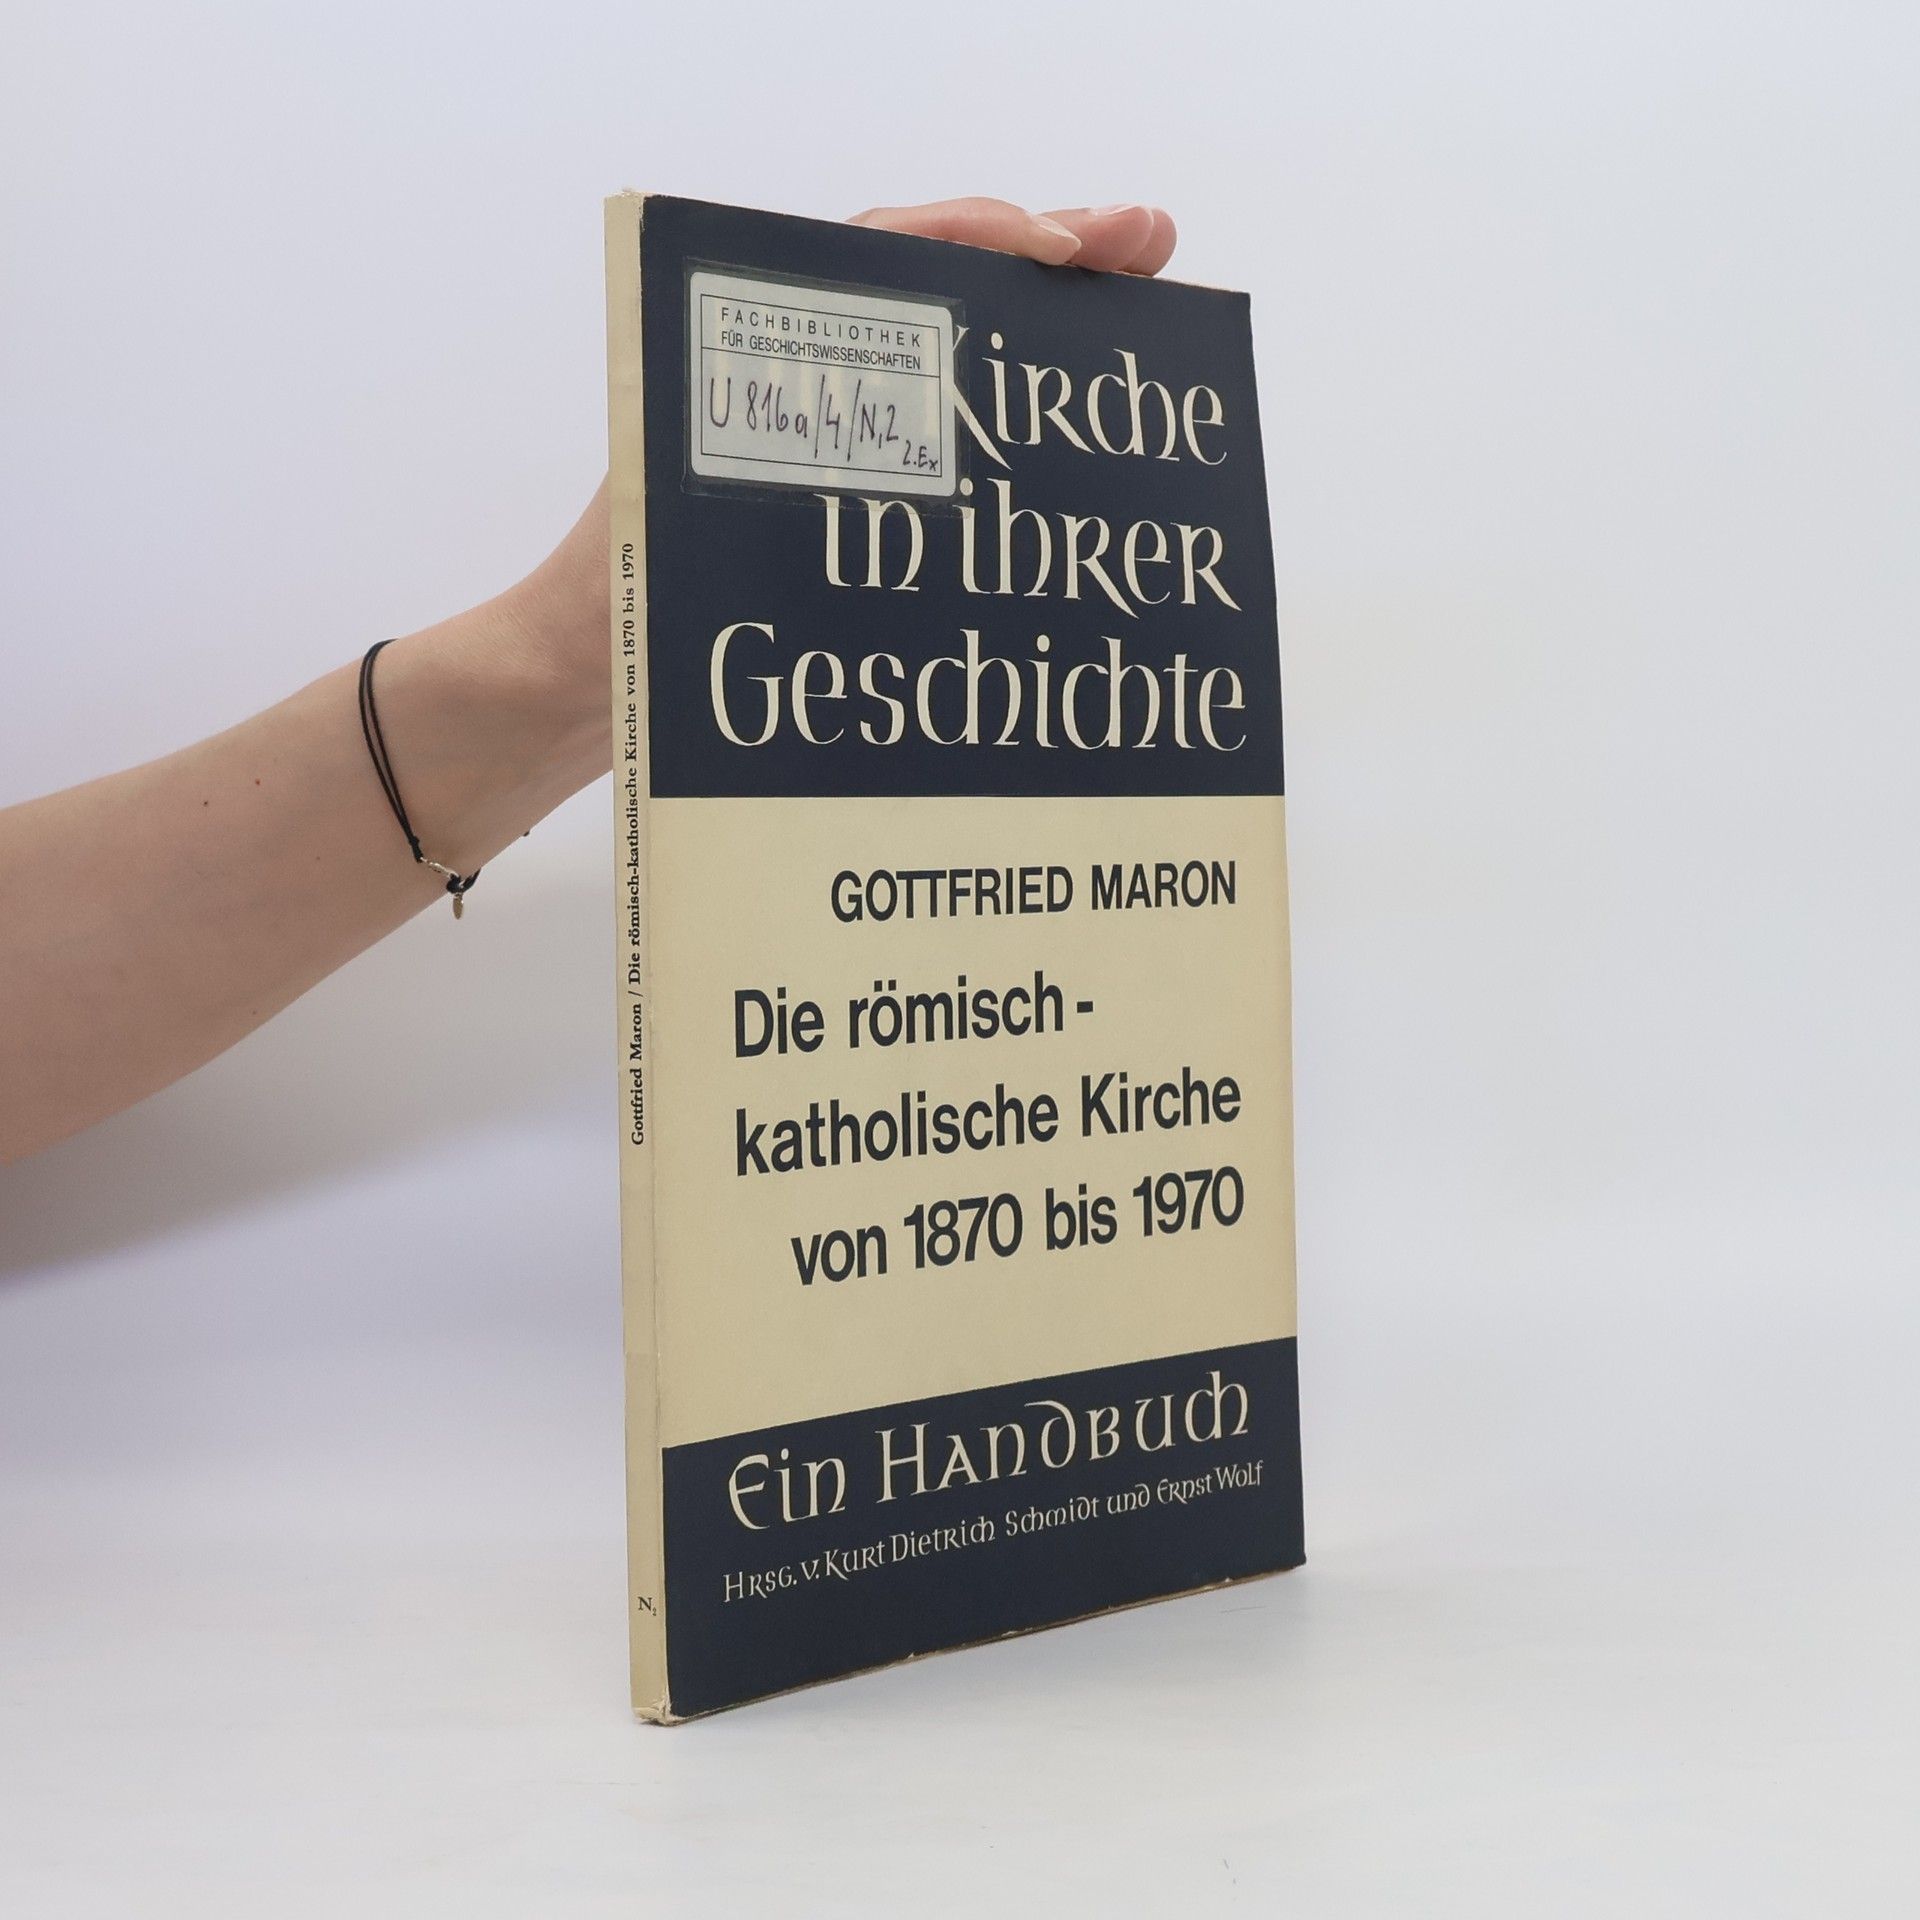 FACHBIBLIOTHEK
FÜR GESCHICHTSWISSENSCHAFTEN
U 816a/4/N,2
2.Ex
Kirche
in ihrer
Geschichte
GOTTFRIED MARON
Die römisch-
katholische Kirche
von 1870 bis 1970
Ein Handbuch
Hrsg. v. Kurt Dietrich Schmidt und Ernst Wolf
Gottfried Maron / Die römisch-katholische Kirche von 1870 bis 1970
N2